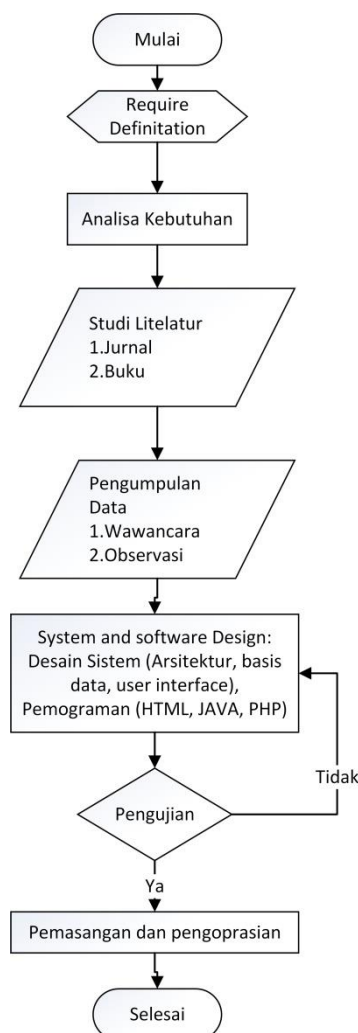 Mulai
Require
Definitation
Analisa Kebutuhan
Studi Litelatur
1.Jurnal
2.Buku
Pengumpulan
Data
1.Wawancara
2.Observasi
System and software Design:
Desain Sistem (Arsitektur, basis
data, user interface),
Pemograman (HTML, JAVA, PHP)
Tidak
Pengujian
Ya
Pemasangan dan pengoprasian
Selesai